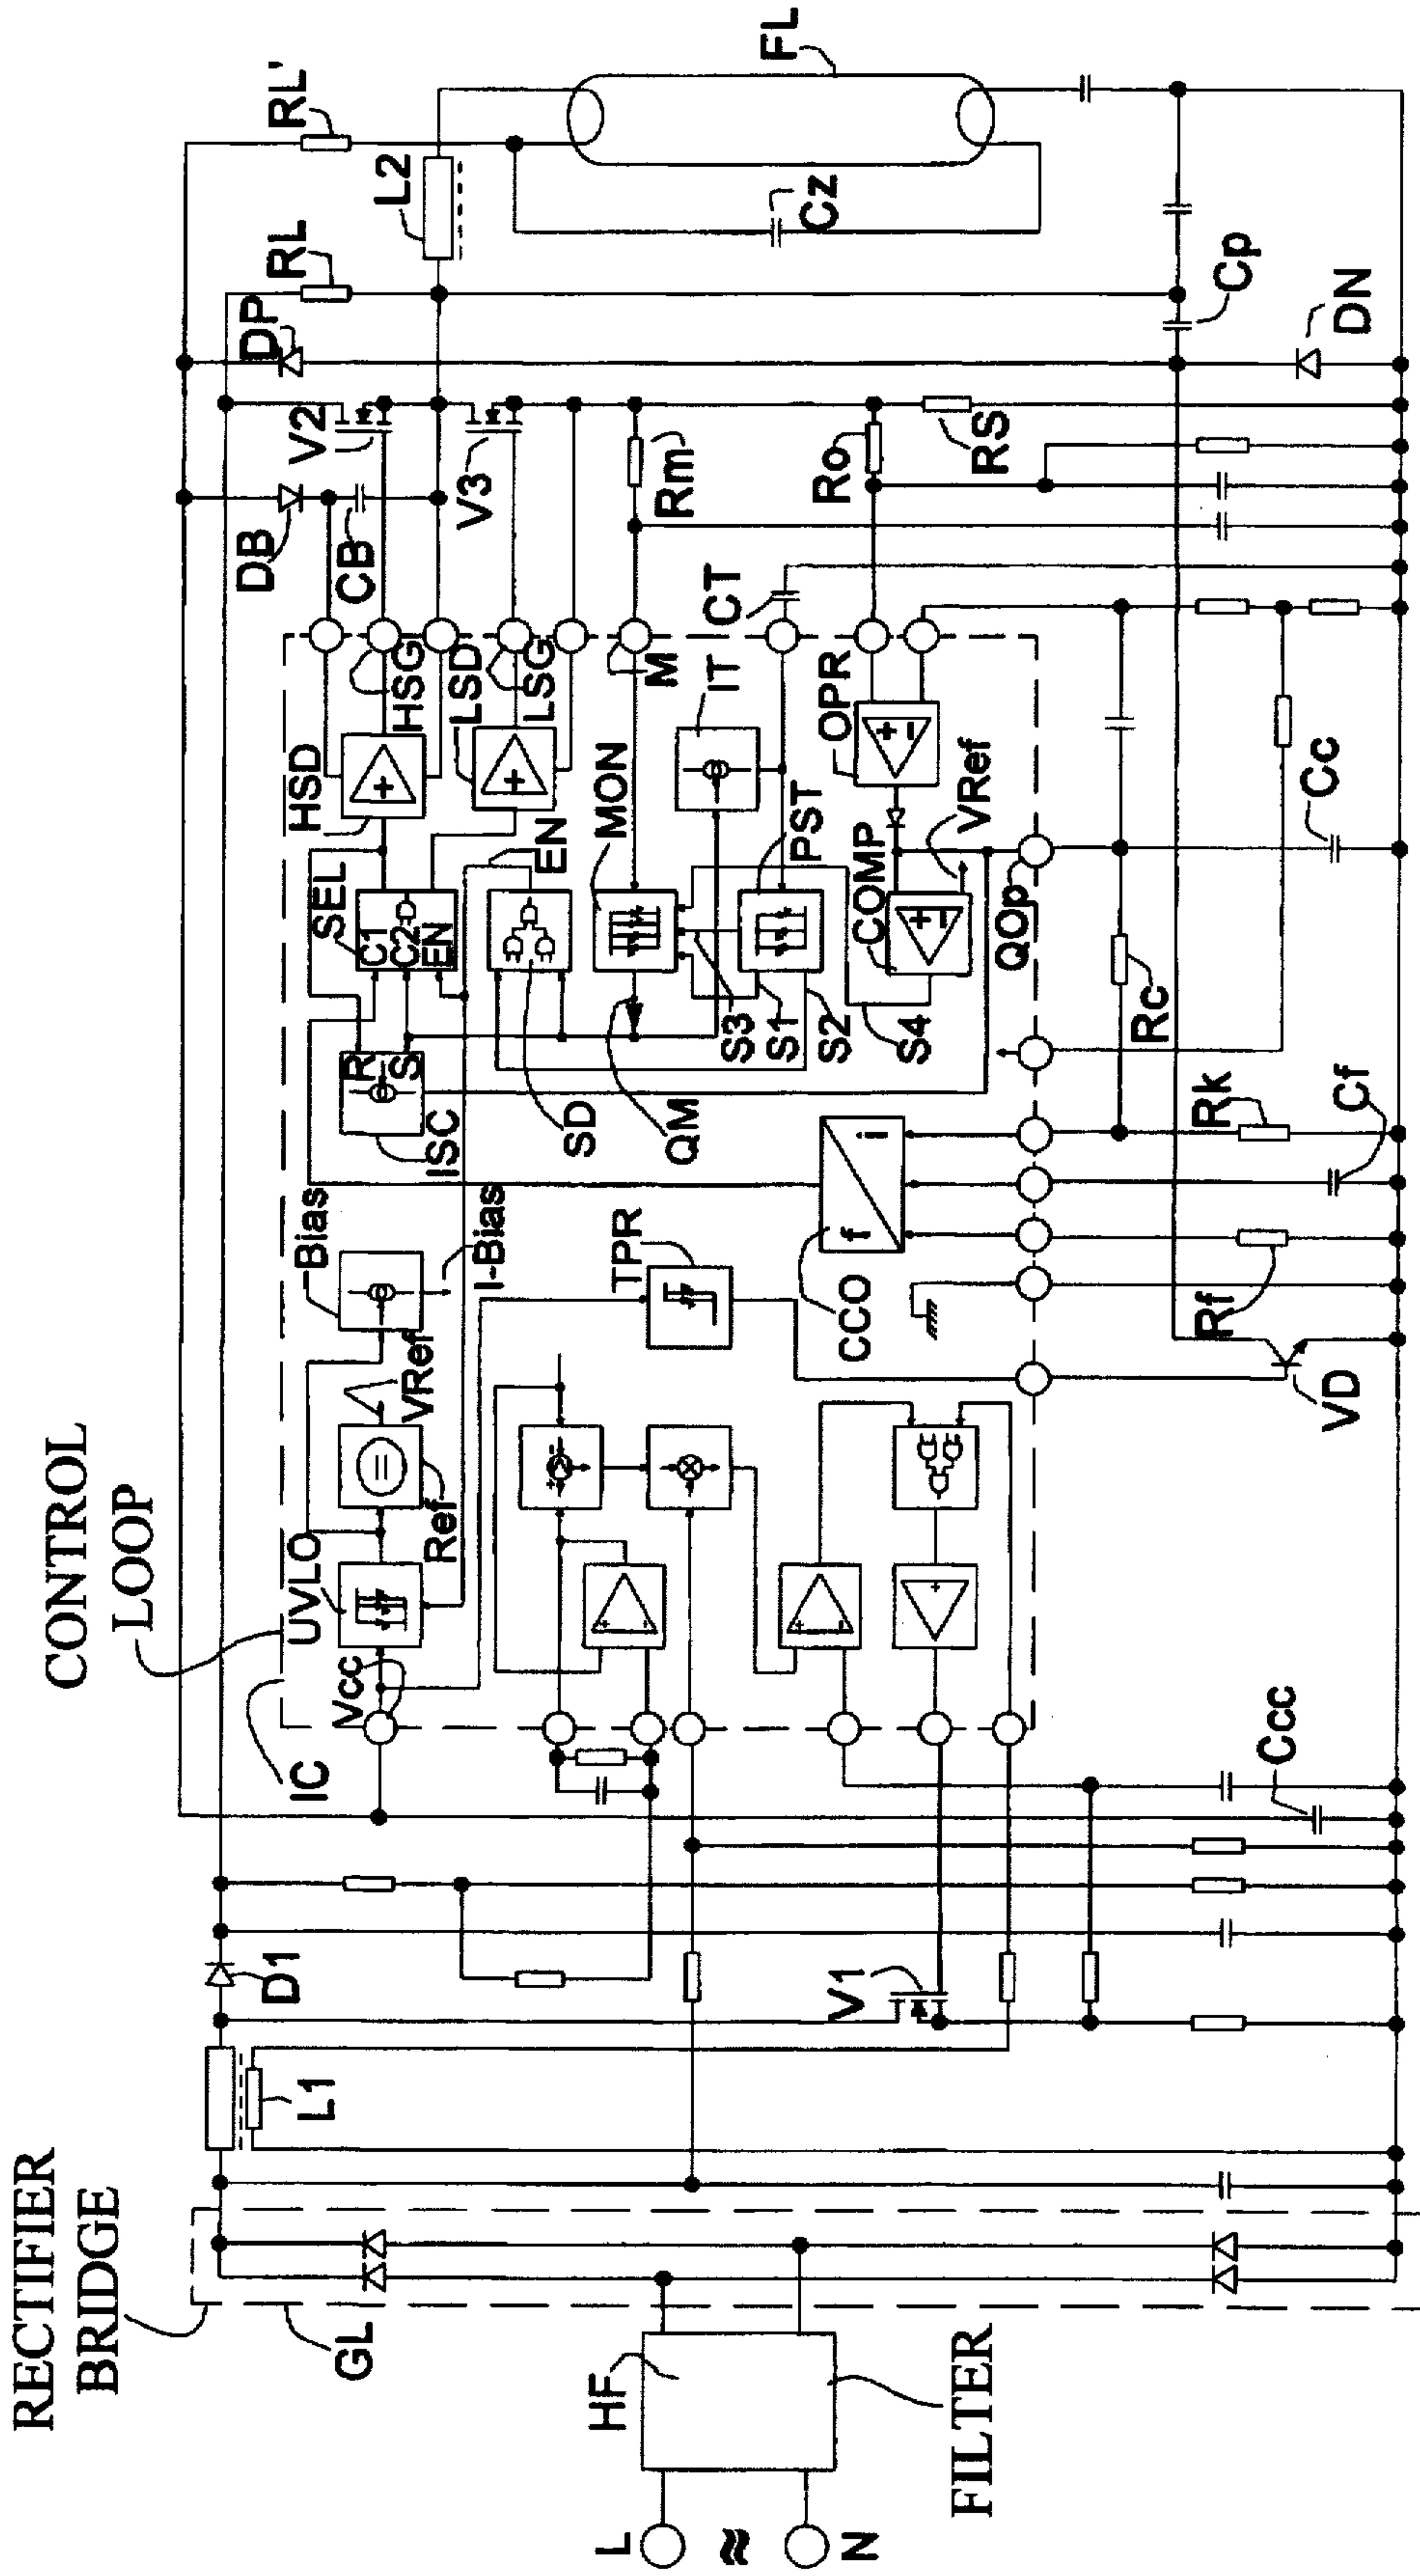 RECTIFIER
BRIDGE
GL
HF
FILTER
L
≈
N
L1
D1
V1
CONTROL
LOOP
IC
Vcc
UVLO
Ref
VRef
Bias
I-Bias
TPR
CCO
f
i
Ccc
VD
Rf
Cf
Rk
Rc
Cc
ISC
R
S
SEL
C1
C2
EN
HSD
HSG
LSD
LSG
EN
SD
QM
MON
M
S3
S1
S2
S4
PST
IT
CT
COMP
OPR
VRef
QOp
DB
CB
V2
V3
Rm
Ro
RS
DP
RL
RL'
L2
Cz
FL
Cp
DN